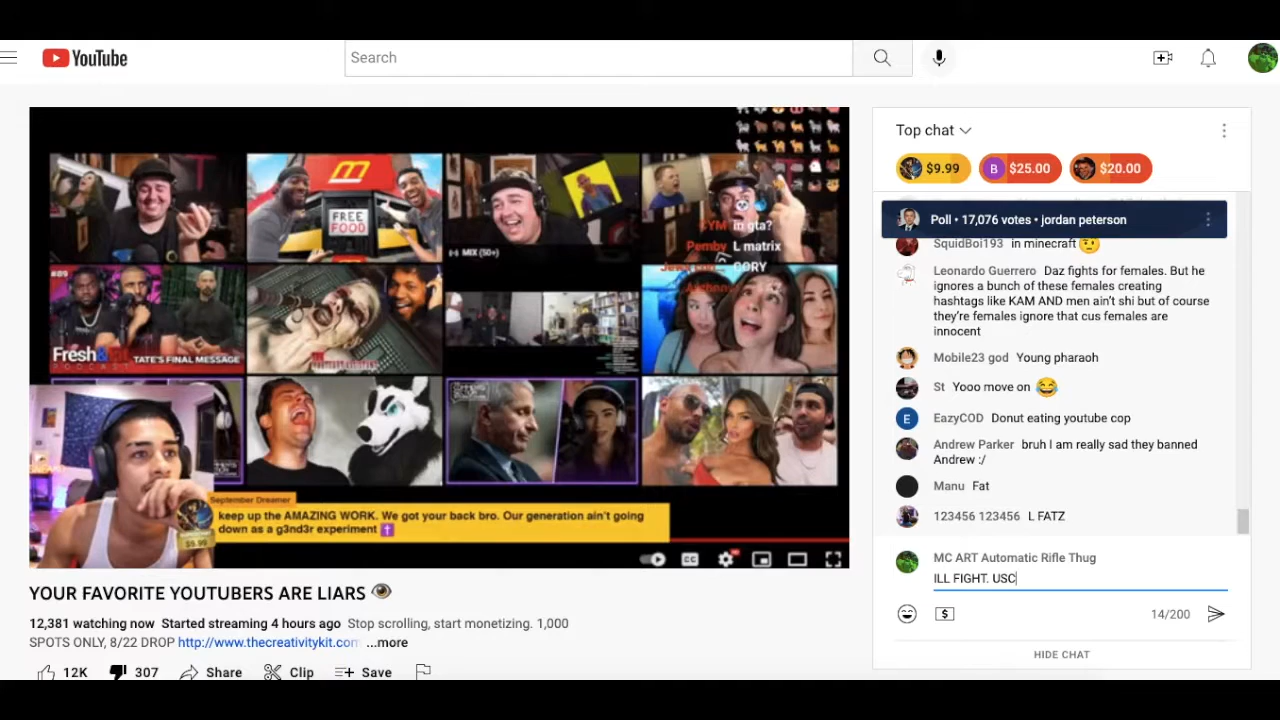 YouTube
Search
Top chat
$9.99
B $25.00
$20.00
Poll • 17,076 votes • jordan peterson
SquidBoi193 in minecraft
Leonardo Guerrero Daz fights for females. But he
ignores a bunch of these females creating
hashtags like KAM AND men ain't shi but of course
they're females ignore that cus females are
innocent
Mobile23 god Young pharaoh
St Yooo move on
E EazyCOD Donut eating youtube cop
Andrew Parker bruh I am really sad they banned
Andrew :/
Manu Fat
123456 123456 L FATZ
MC ART Automatic Rifle Thug
ILL FIGHT. USC
14/200
HIDE CHAT
FREE
FOOD
MIX (50+)
KYM in gta?
Pemby L matrix
CORY
#89
Fresh&
PODCAST
TATE'S FINAL MESSAGE
September Dreamer
keep up the AMAZING WORK. We got your back bro. Our generation ain't going
down as a g3nd3r experiment
$9.99
CC
YOUR FAVORITE YOUTUBERS ARE LIARS
12,381 watching now Started streaming 4 hours ago Stop scrolling, start monetizing. 1,000
SPOTS ONLY, 8/22 DROP http://www.thecreativitykit.com ...more
12K 307 Share Clip Save